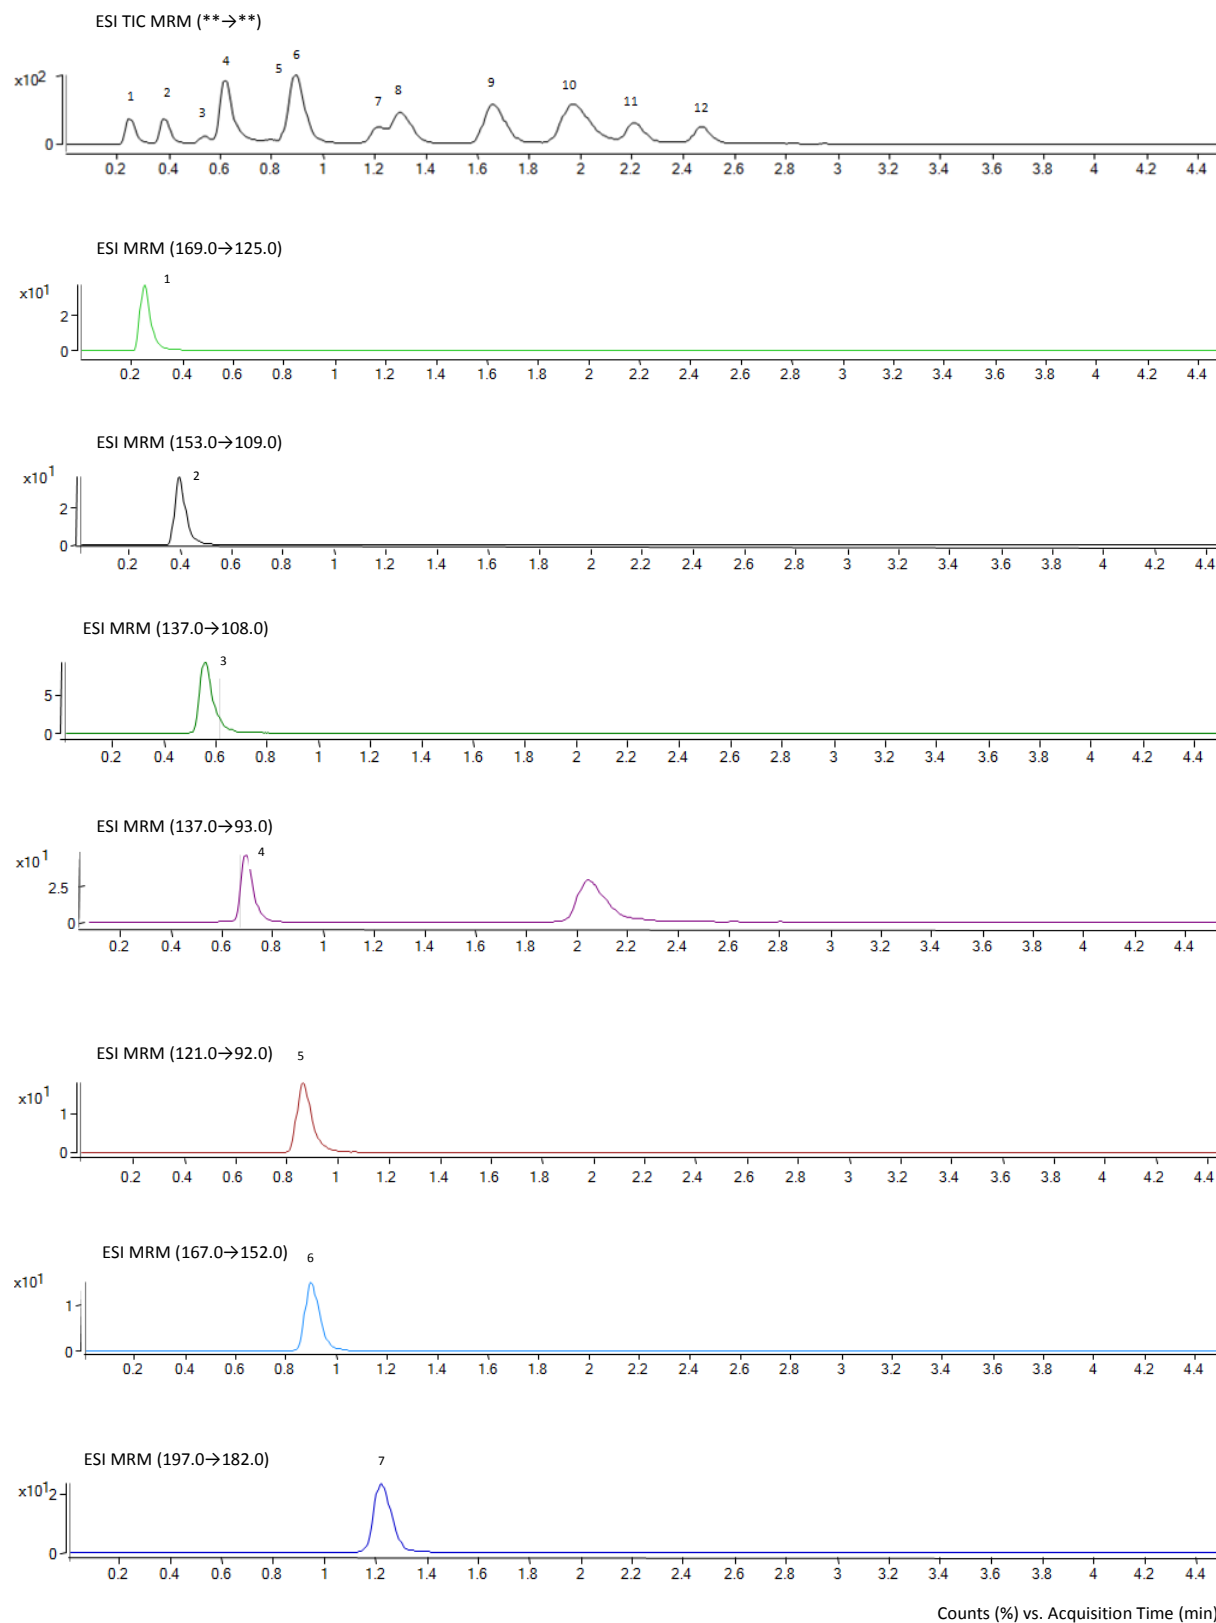 ESI TIC MRM (**→**)
x10²
1 2 3 4 5 6 7 8 9 10 11 12
0
0.2 0.4 0.6 0.8 1 1.2 1.4 1.6 1.8 2 2.2 2.4 2.6 2.8 3 3.2 3.4 3.6 3.8 4 4.2 4.4
ESI MRM (169.0→125.0)
1
x10¹
2
0
0.2 0.4 0.6 0.8 1 1.2 1.4 1.6 1.8 2 2.2 2.4 2.6 2.8 3 3.2 3.4 3.6 3.8 4 4.2 4.4
ESI MRM (153.0→109.0)
x10¹
2
2
0
0.2 0.4 0.6 0.8 1 1.2 1.4 1.6 1.8 2 2.2 2.4 2.6 2.8 3 3.2 3.4 3.6 3.8 4 4.2 4.4
ESI MRM (137.0→108.0)
3
5
0
0.2 0.4 0.6 0.8 1 1.2 1.4 1.6 1.8 2 2.2 2.4 2.6 2.8 3 3.2 3.4 3.6 3.8 4 4.2 4.4
ESI MRM (137.0→93.0)
x10¹
4
2.5
0
0.2 0.4 0.6 0.8 1 1.2 1.4 1.6 1.8 2 2.2 2.4 2.6 2.8 3 3.2 3.4 3.6 3.8 4 4.2 4.4
ESI MRM (121.0→92.0) 5
x10¹
1
0
0.2 0.4 0.6 0.8 1 1.2 1.4 1.6 1.8 2 2.2 2.4 2.6 2.8 3 3.2 3.4 3.6 3.8 4 4.2 4.4
ESI MRM (167.0→152.0) 6
x10¹
1
0
0.2 0.4 0.6 0.8 1 1.2 1.4 1.6 1.8 2 2.2 2.4 2.6 2.8 3 3.2 3.4 3.6 3.8 4 4.2 4.4
ESI MRM (197.0→182.0) 7
x10¹
2
0
0.2 0.4 0.6 0.8 1 1.2 1.4 1.6 1.8 2 2.2 2.4 2.6 2.8 3 3.2 3.4 3.6 3.8 4 4.2 4.4
Counts (%) vs. Acquisition Time (min)